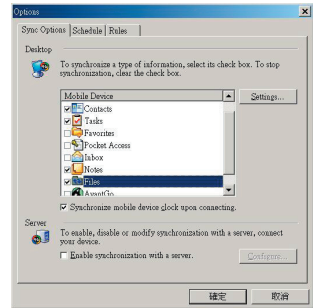 Options
Sync Options Schedule Rules
Desktop
To synchronize a type of information, select its check box. To stop
synchronization, clear the check box.
Mobile Device
Settings...
Contacts
Tasks
Favorites
Pocket Access
Inbox
Notes
Files
AvantGo
Synchronize mobile device clock upon connecting.
Server
To enable, disable or modify synchronization with a server, connect
your device.
Enable synchronization with a server.
Configure...
確定
取消